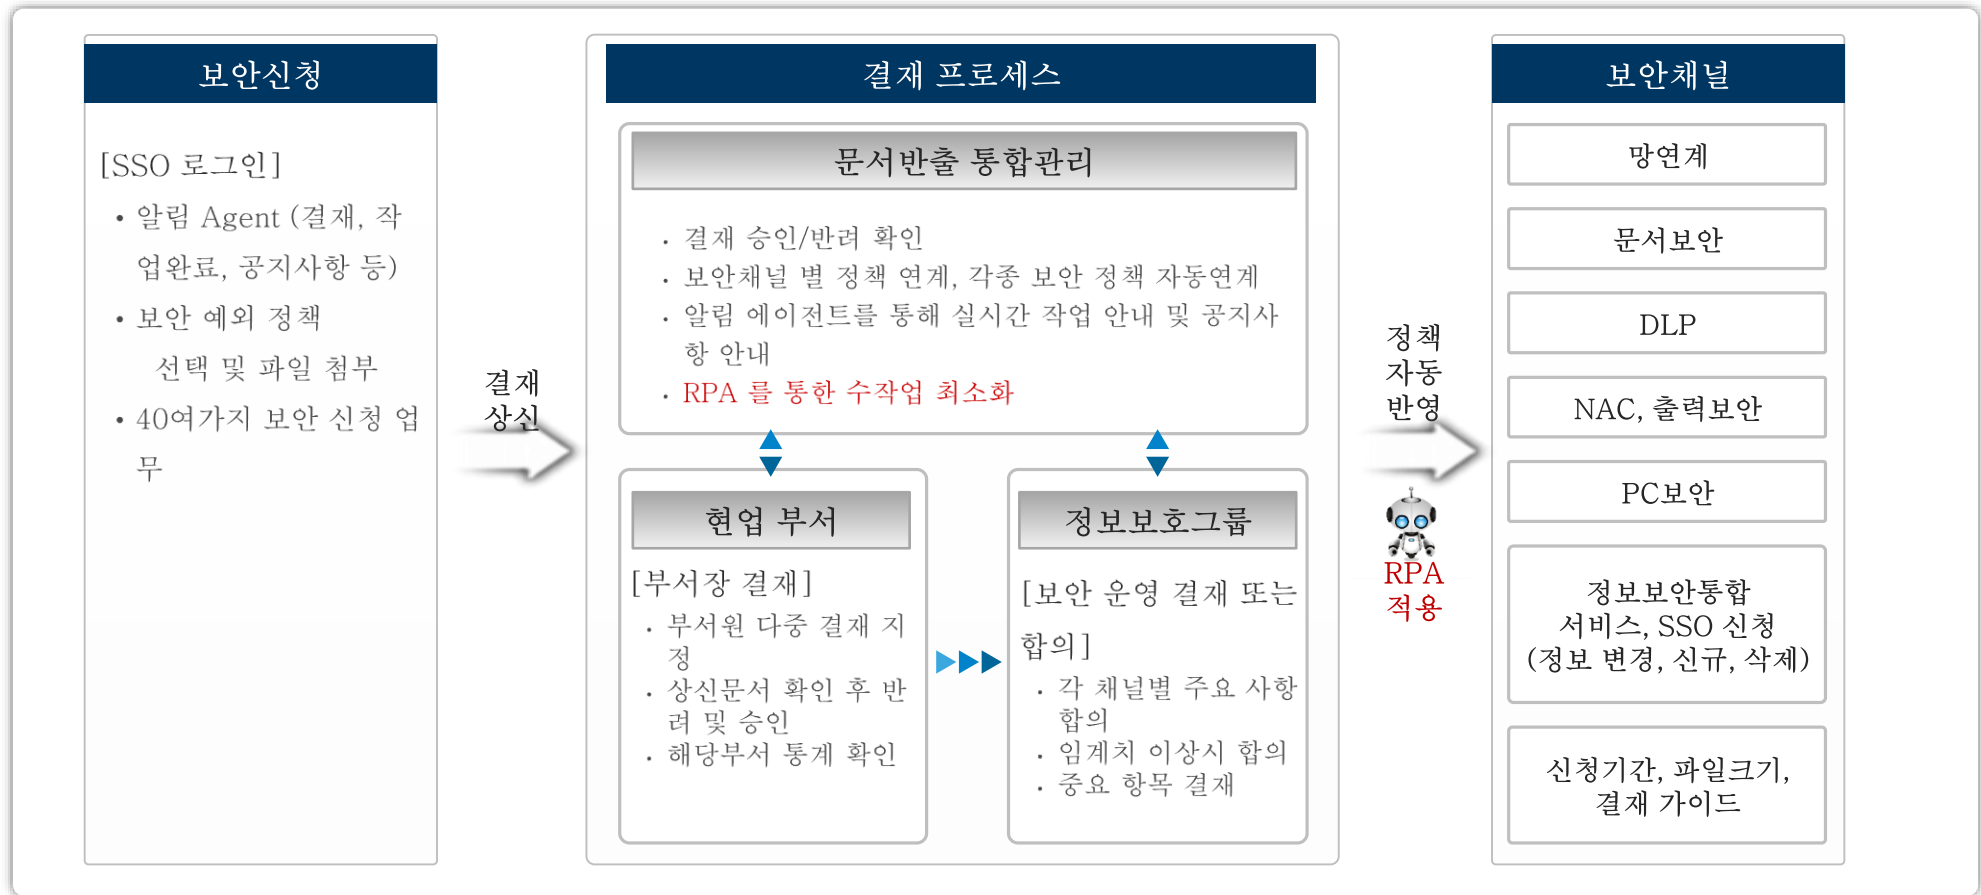 보안신청
[SSO 로그인]
• 알림 Agent (결재, 작
업완료, 공지사항 등)
• 보안 예외 정책
선택 및 파일 첨부
• 40여가지 보안 신청 업
무
결재
상신
결재 프로세스
문서반출 통합관리
· 결재 승인/반려 확인
· 보안채널 별 정책 연계, 각종 보안 정책 자동연계
· 알림 에이전트를 통해 실시간 작업 안내 및 공지사
항 안내
· RPA 를 통한 수작업 최소화
현업 부서
[부서장 결재]
· 부서원 다중 결재 지
정
· 상신문서 확인 후 반
려 및 승인
· 해당부서 통계 확인
정보보호그룹
[보안 운영 결재 또는
합의]
· 각 채널별 주요 사항
합의
· 임계치 이상시 합의
· 중요 항목 결재
정책
자동
반영
RPA
적용
보안채널
망연계
문서보안
DLP
NAC, 출력보안
PC보안
정보보안통합
서비스, SSO 신청
(정보 변경, 신규, 삭제)
신청기간, 파일크기,
결재 가이드